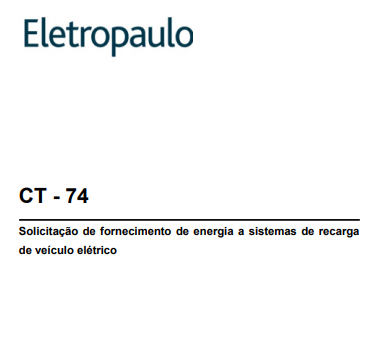 Eletropaulo
CT - 74
Solicitação de fornecimento de energia a sistemas de recarga
de veículo elétrico